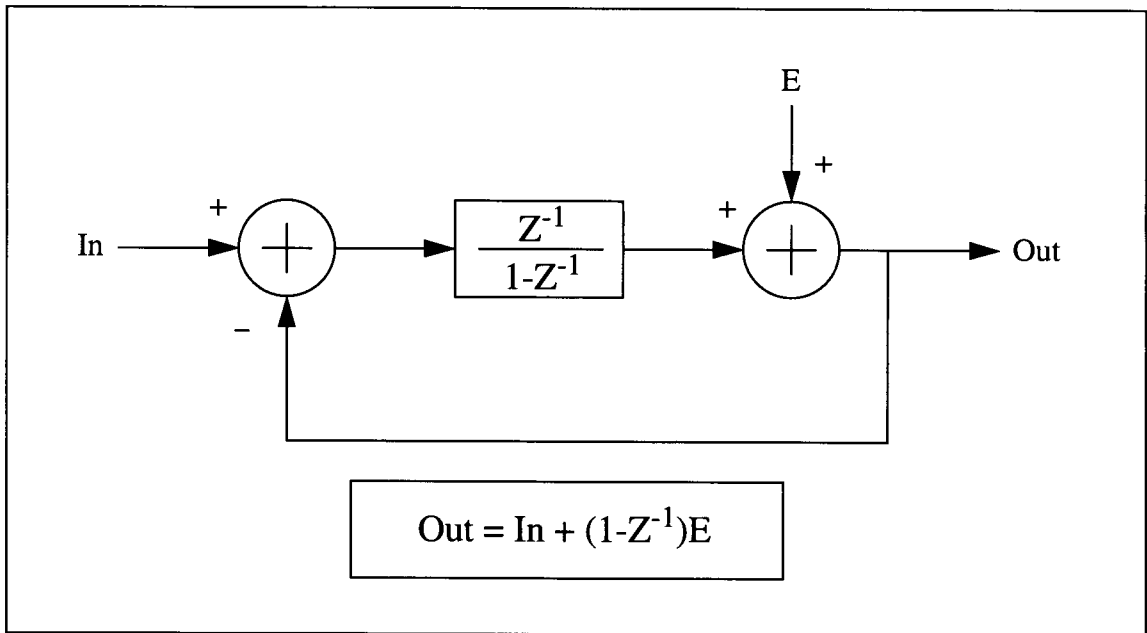 E
+
+ +
In + Z⁻¹ + Out
1-Z⁻¹
−
Out = In + (1-Z⁻¹)E